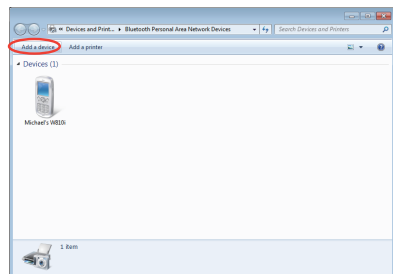 « Devices and Print... ▸ Bluetooth Personal Area Network Devices
Search Devices and Printers
Add a device
Add a printer
Devices (1)
Michael's W810i
1 item